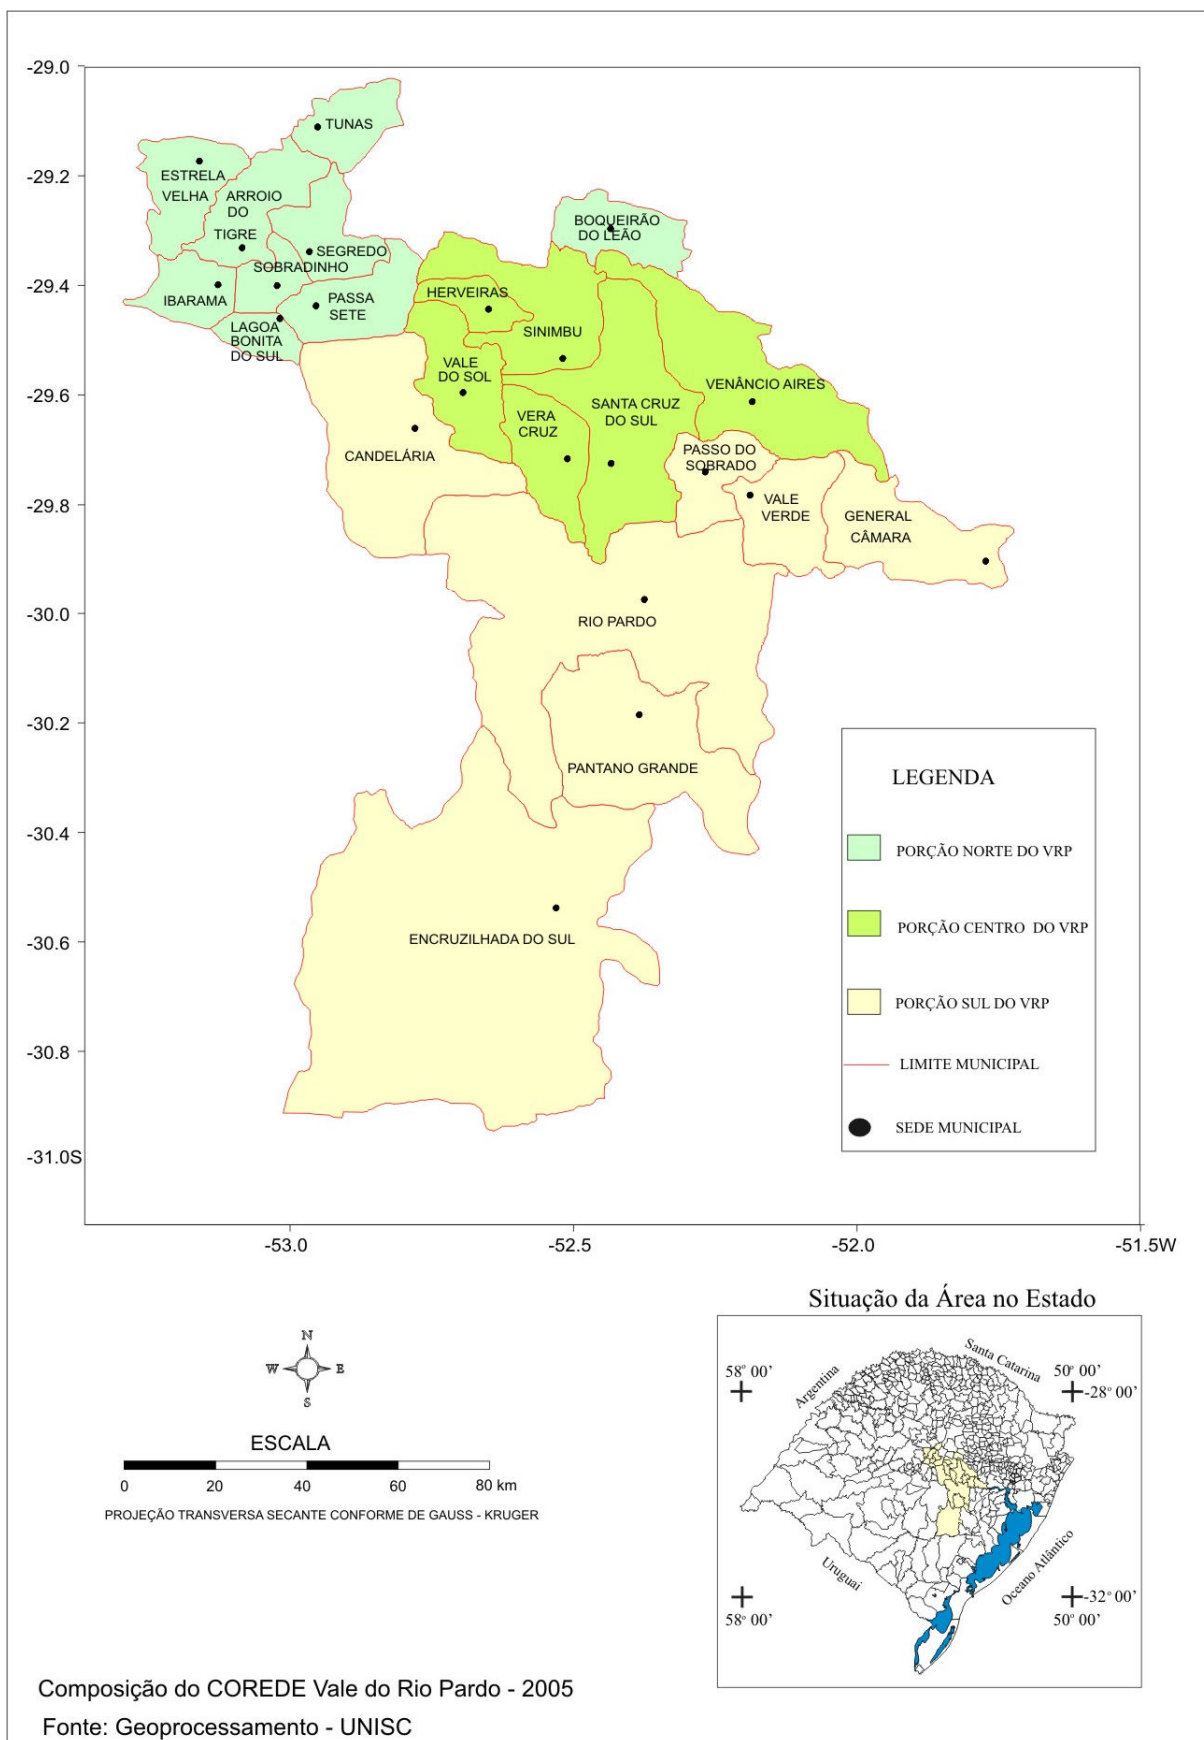 -29.0
TUNAS
-29.2
ESTRELA
VELHA
ARROIO
DO
TIGRE
BOQUEIRÃO
DO LEÃO
SEGREDO
SOBRADINHO
-29.4
IBARAMA
PASSA
SETE
HERVEIRAS
LAGOA
BONITA
DO SUL
SINIMBU
VALE
DO SOL
VENÂNCIO AIRES
-29.6
SANTA CRUZ
DO SUL
VERA
CRUZ
CANDELÁRIA
PASSO DO
SOBRADO
-29.8
VALE
VERDE
GENERAL
CÂMARA
-30.0
RIO PARDO
-30.2
PANTANO GRANDE
-30.4
-30.6
ENCRUZILHADA DO SUL
-30.8
-31.0S
LEGENDA
PORÇÃO NORTE DO VRP
PORÇÃO CENTRO DO VRP
PORÇÃO SUL DO VRP
LIMITE MUNICIPAL
SEDE MUNICIPAL
-53.0 -52.5 -52.0 -51.5W
N
W E
S
ESCALA
0 20 40 60 80 km
PROJEÇÃO TRANSVERSA SECANTE CONFORME DE GAUSS - KRUGER
Situação da Área no Estado
58° 00’
Argentina
Santa Catarina
50° 00’
-28° 00’
Uruguai
Oceano Atlântico
58° 00’
-32° 00’
50° 00’
Composição do COREDE Vale do Rio Pardo - 2005
Fonte: Geoprocessamento - UNISC